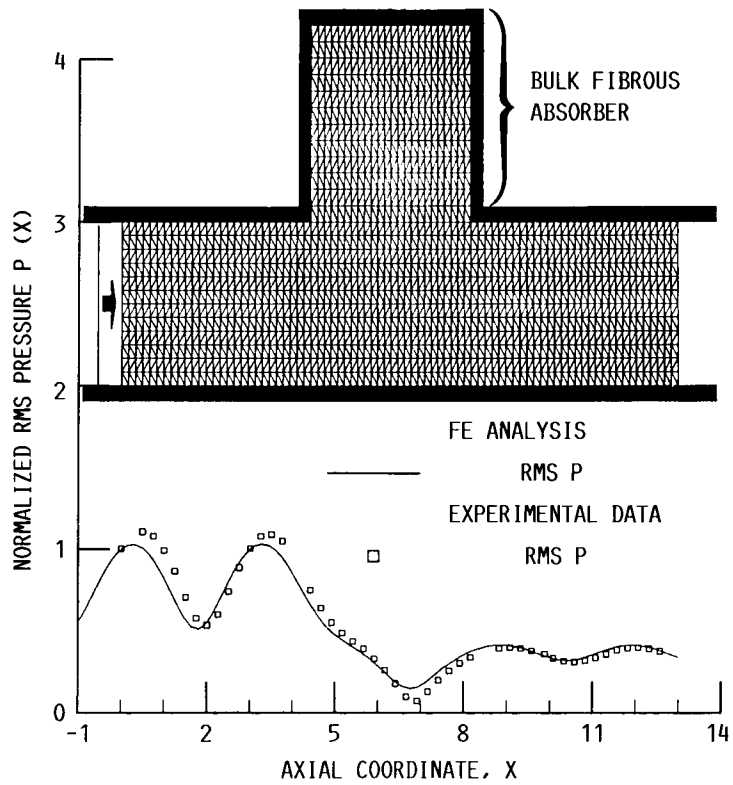 4
BULK FIBROUS
ABSORBER
3
NORMALIZED RMS PRESSURE P (X)
2
FE ANALYSIS
RMS P
EXPERIMENTAL DATA
1
RMS P
0
-1 2 5 8 11 14
AXIAL COORDINATE, X